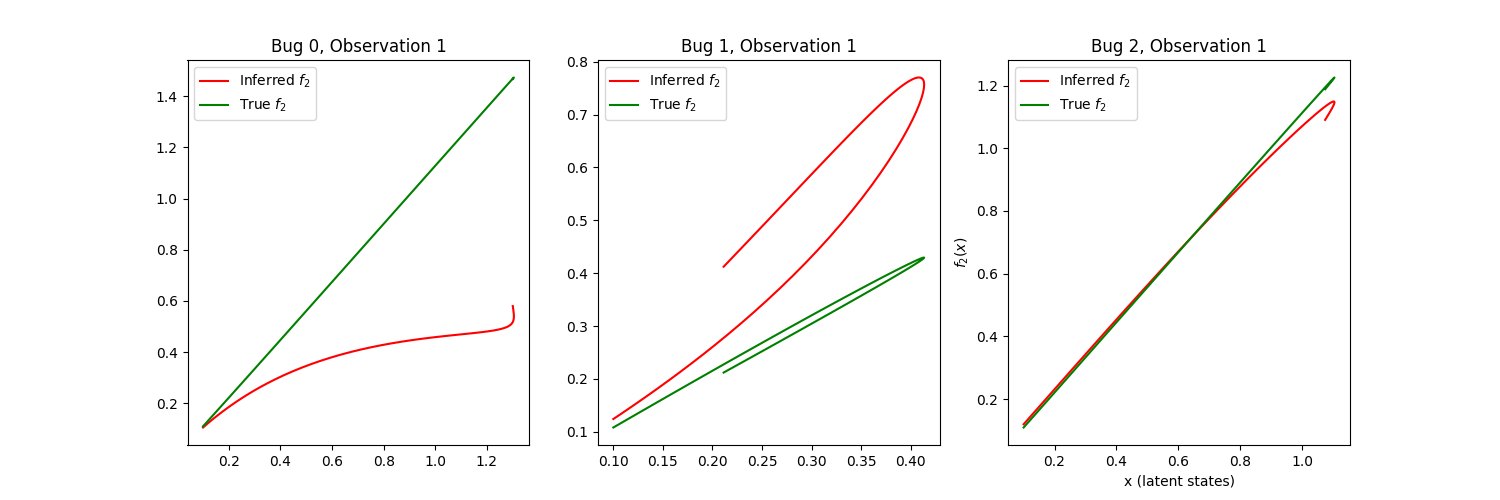 Bug 0, Observation 1
Inferred f₂
True f₂
1.4
1.2
1.0
0.8
0.6
0.4
0.2
0.2 0.4 0.6 0.8 1.0 1.2
Bug 1, Observation 1
Inferred f₂
True f₂
0.8
0.7
0.6
0.5
0.4
0.3
0.2
0.1
0.10 0.15 0.20 0.25 0.30 0.35 0.40
Bug 2, Observation 1
Inferred f₂
True f₂
1.2
1.0
0.8
0.6
0.4
0.2
f₂(x)
0.2 0.4 0.6 0.8 1.0
x (latent states)